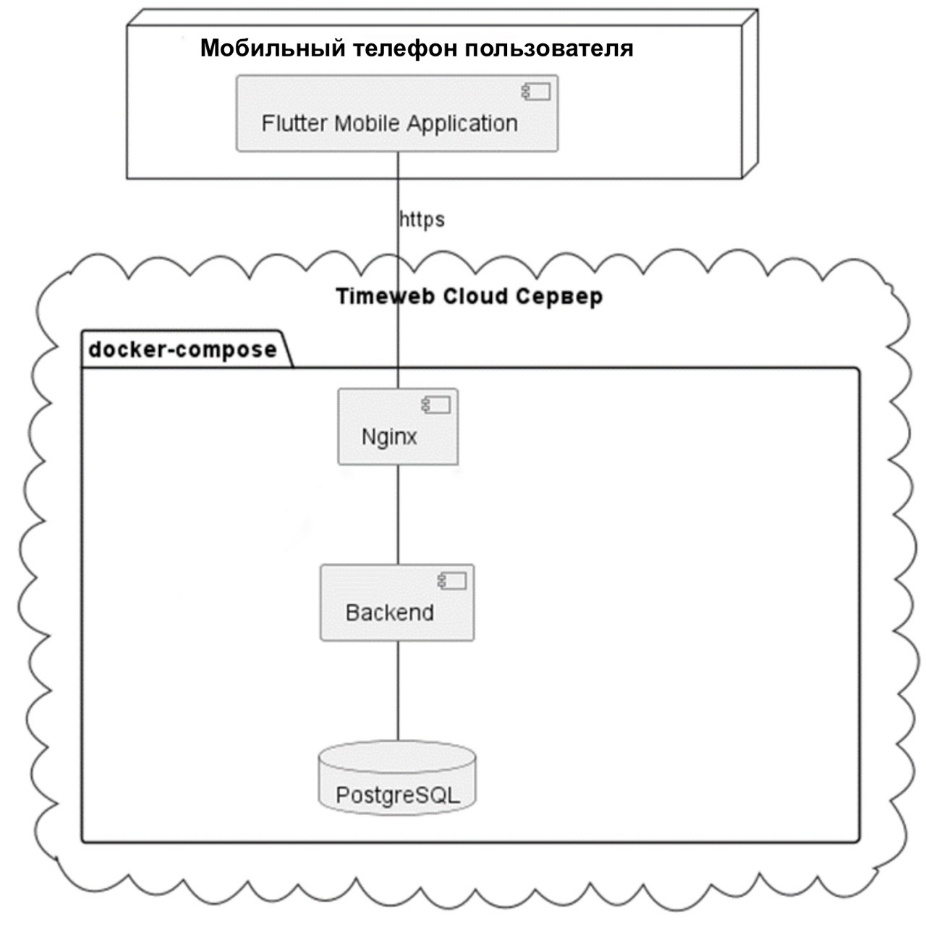 Мобильный телефон пользователя
Flutter Mobile Application
https
Timeweb Cloud Сервер
docker-compose
Nginx
Backend
PostgreSQL